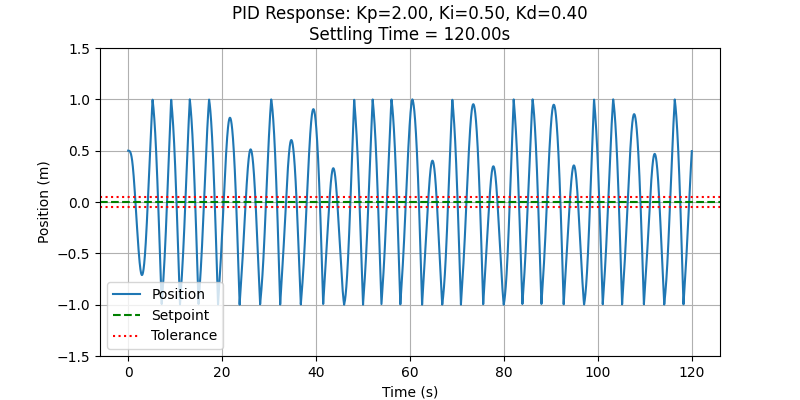 PID Response: Kp=2.00, Ki=0.50, Kd=0.40
Settling Time = 120.00s
1.5
1.0
0.5
0.0
−0.5
−1.0
−1.5
Position (m)
Position
Setpoint
Tolerance
0 20 40 60 80 100 120
Time (s)